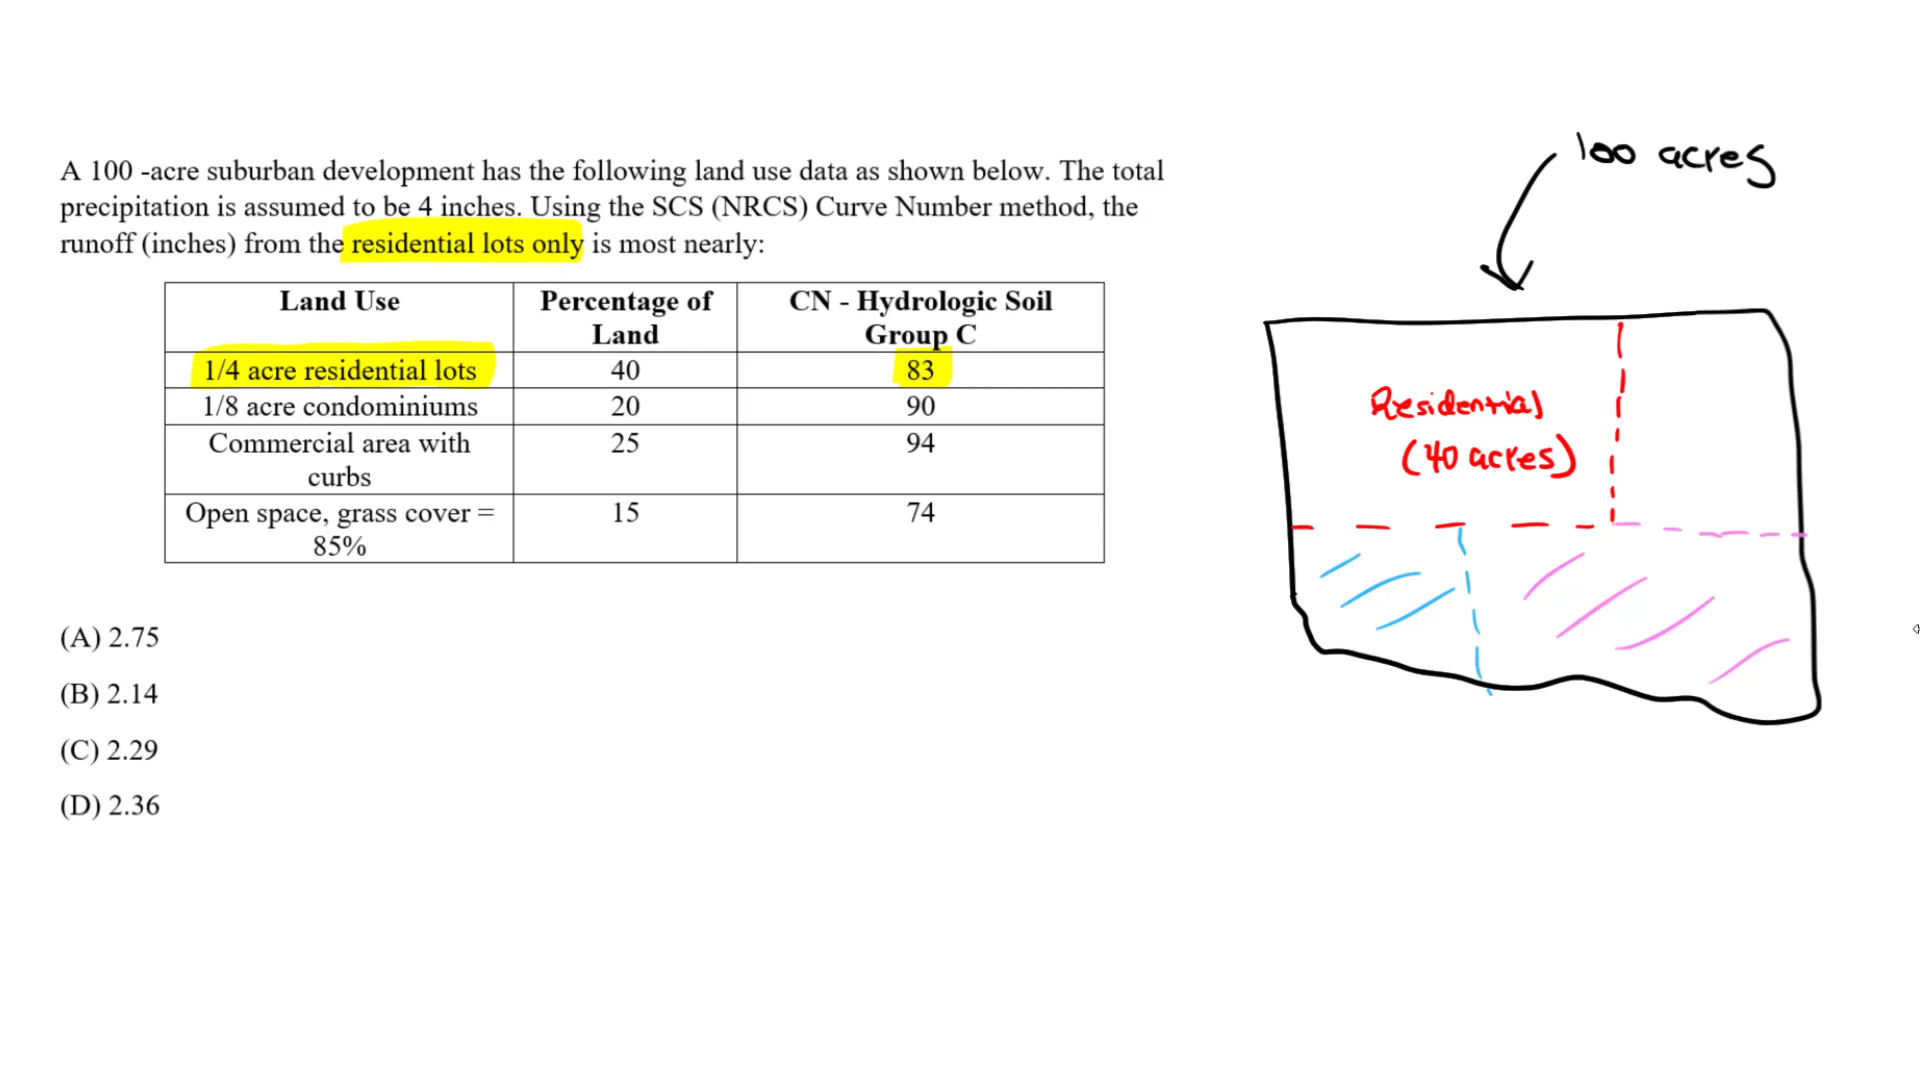 A 100 -acre suburban development has the following land use data as shown below. The total
precipitation is assumed to be 4 inches. Using the SCS (NRCS) Curve Number method, the
runoff (inches) from the residential lots only is most nearly:
Land Use Percentage of Land CN - Hydrologic Soil Group C
1/4 acre residential lots 40 83
1/8 acre condominiums 20 90
Commercial area with curbs 25 94
Open space, grass cover = 85% 15 74
(A) 2.75
(B) 2.14
(C) 2.29
(D) 2.36
100 acres
Residential
(40 acres)